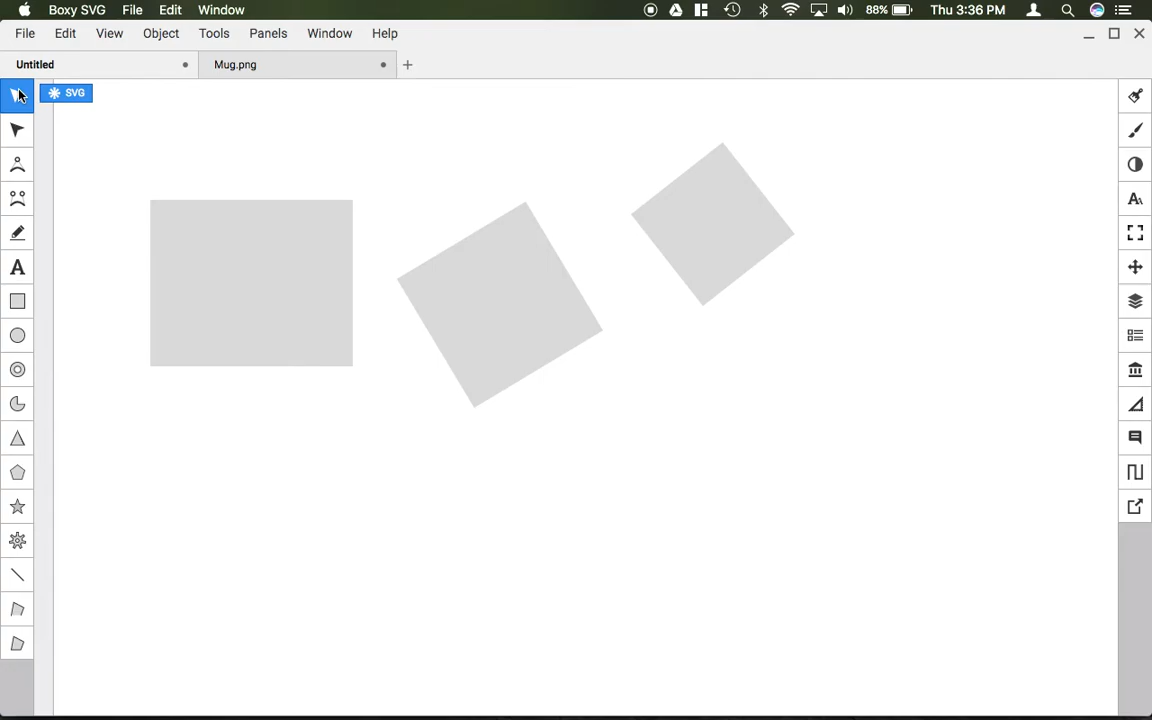 Boxy SVG File Edit Window 88% Thu 3:36 PM
File Edit View Object Tools Panels Window Help
Untitled Mug.png
SVG
A
AA